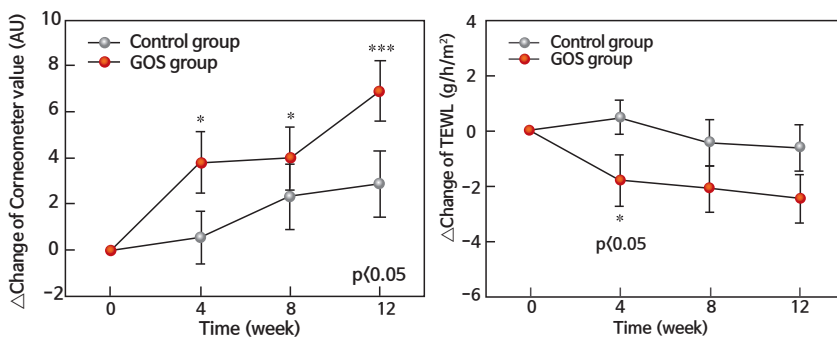 △Change of Corneometer value (AU)
10
8
6
4
2
0
−2
Control group
GOS group
*
*
***
p⟨0.05
0
4
8
12
Time (week)
△Change of TEWL (g/h/m²)
4
2
0
−2
−4
−6
Control group
GOS group
*
p⟨0.05
0
4
8
12
Time (week)